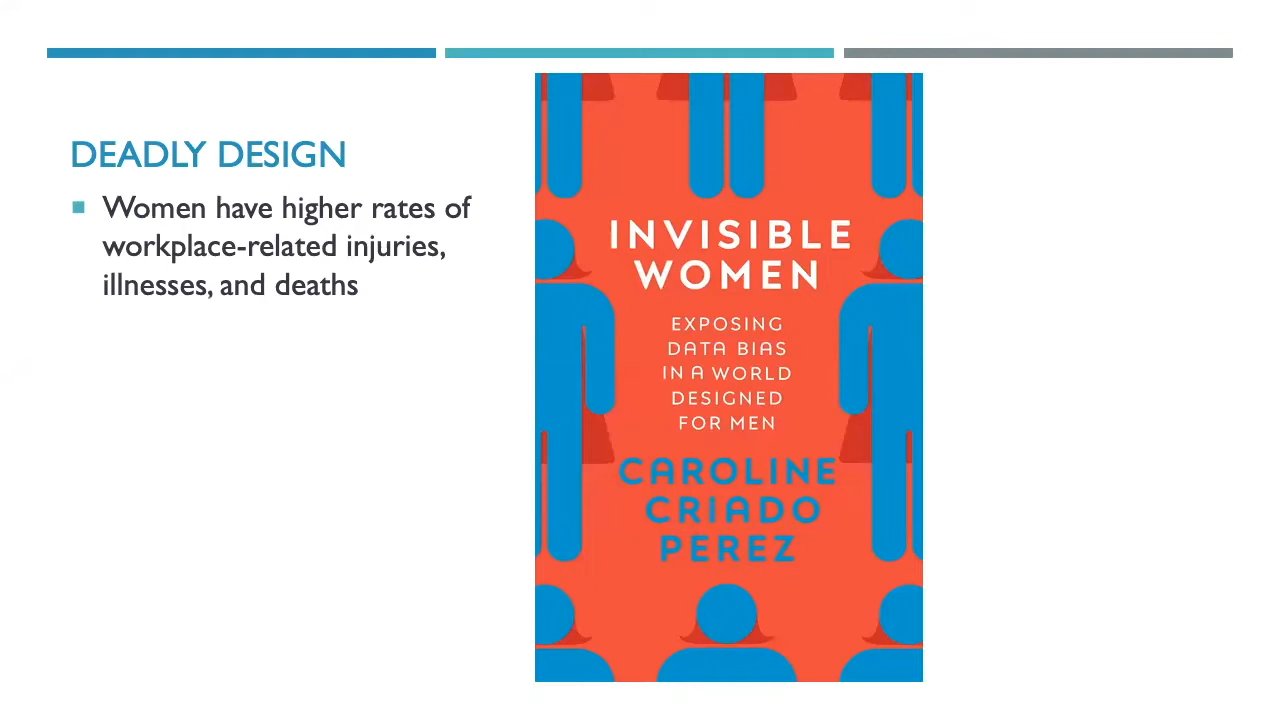 DEADLY DESIGN
Women have higher rates of
workplace-related injuries,
illnesses, and deaths
INVISIBLE
WOMEN
EXPOSING
DATA BIAS
IN A WORLD
DESIGNED
FOR MEN
CAROLINE
CRIADO
PEREZ